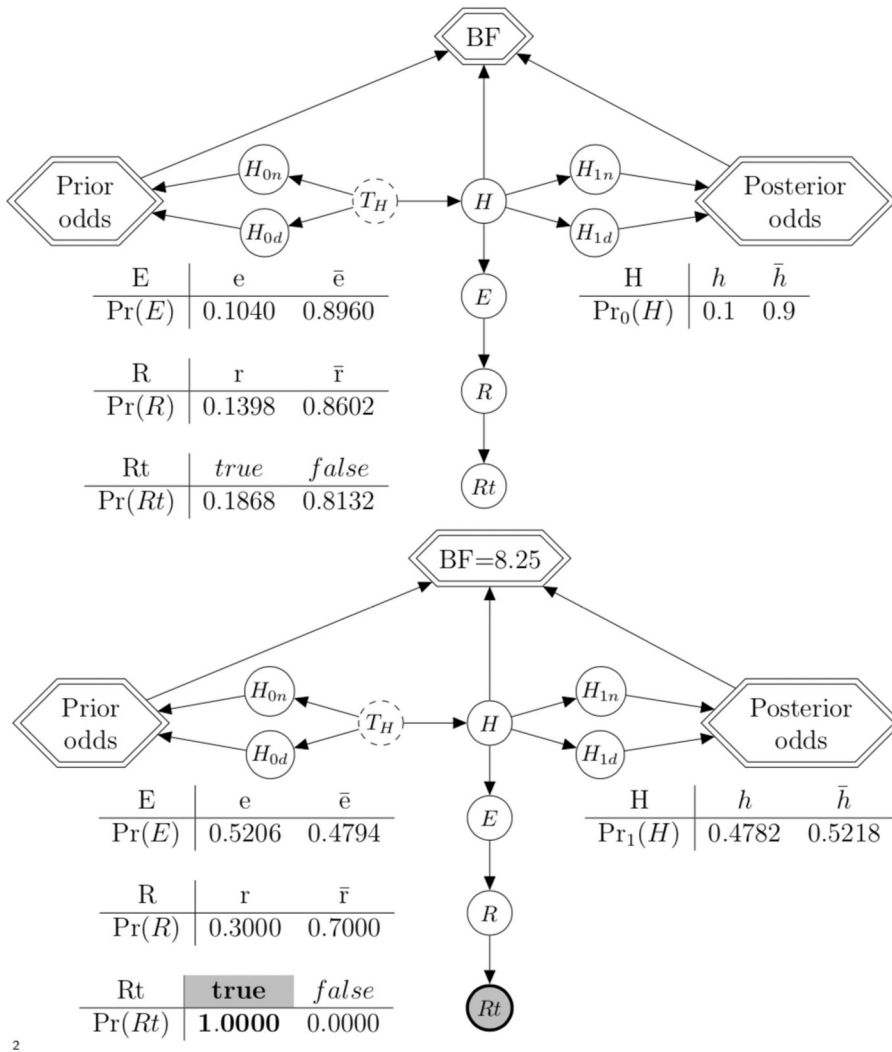 BF
Prior
odds
H₀ₙ
H₀d
T_H
H
H₁ₙ
H₁d
Posterior
odds
E e ē
Pr(E) 0.1040 0.8960
H h h̄
Pr₀(H) 0.1 0.9
E
R r r̄
Pr(R) 0.1398 0.8602
R
Rt true false
Pr(Rt) 0.1868 0.8132
Rt
BF=8.25
Prior
odds
H₀ₙ
H₀d
T_H
H
H₁ₙ
H₁d
Posterior
odds
E e ē
Pr(E) 0.5206 0.4794
H h h̄
Pr₁(H) 0.4782 0.5218
E
R r r̄
Pr(R) 0.3000 0.7000
R
Rt true false
Pr(Rt) 1.0000 0.0000
Rt
2